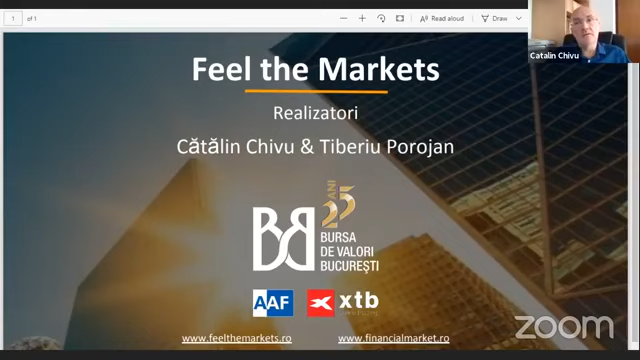 1
of 1
Read aloud
Draw
Catalin Chivu
Feel the Markets
Realizatori
Cătălin Chivu & Tiberiu Porojan
25 ANI
BURSA
DE VALORI
BUCUREȘTI
AAF
xtb
www.feelthemarkets.ro
www.financialmarket.ro
zoom